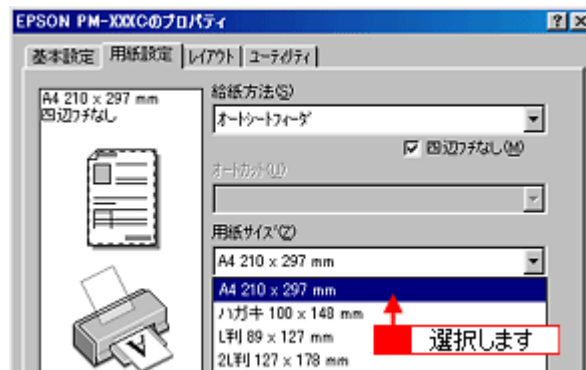 EPSON PM-XXXCのプロパティ
基本設定 用紙設定 レイアウト ユーティリティ
A4 210 x 297 mm
四辺フチなし
給紙方法(S)
オートシートフィーダ
四辺フチなし(M)
オートカット(U)
用紙サイズ(Z)
A4 210 x 297 mm
A4 210 x 297 mm
ハガキ 100 x 148 mm
L判 89 x 127 mm
2L判 127 x 178 mm
選択します
A